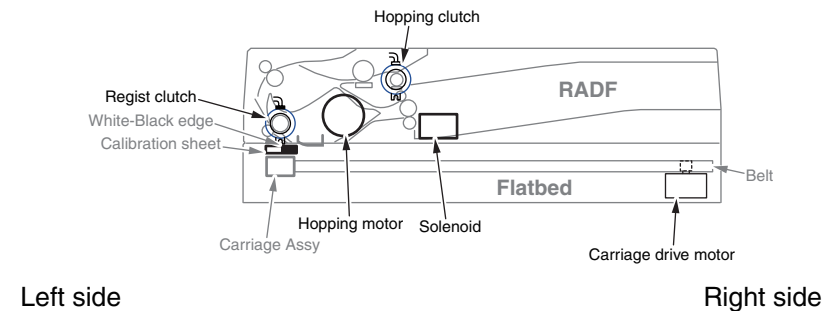 Hopping clutch
RADF
Regist clutch
White-Black edge
Calibration sheet
Belt
Flatbed
Hopping motor
Solenoid
Carriage Assy
Carriage drive motor
Left side
Right side